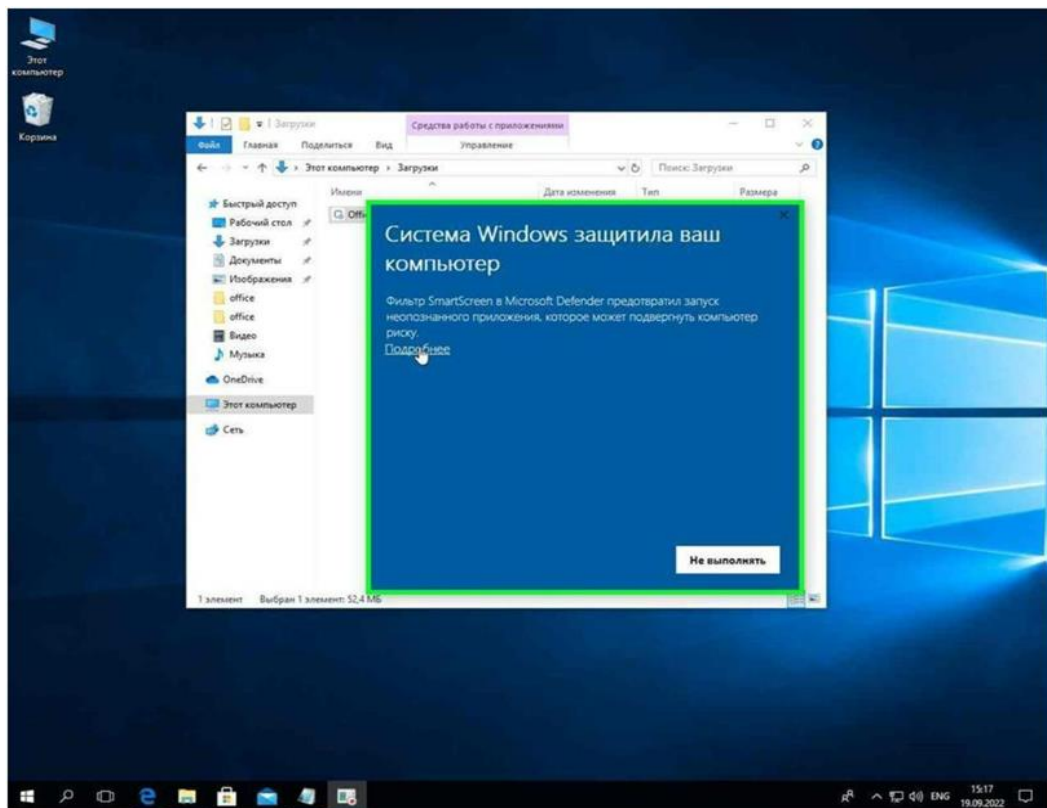 Этот
компьютер
Корзина
Загрузки
Средства работы с приложениями
Файл Главная Поделиться Вид Управление
Этот компьютер › Загрузки
Поиск: Загрузки
Имени Дата изменения Тип Размера
Быстрый доступ
Рабочий стол
Загрузки
Документы
Изображения
office
office
Видео
Музыка
OneDrive
Этот компьютер
Сеть
Система Windows защитила ваш
компьютер
Фильтр SmartScreen в Microsoft Defender предотвратил запуск
неопознанного приложения, которое может подвергнуть компьютер
риску.
Подробнее
Не выполнять
1 элемент Выбран 1 элемент: 52,4 МБ
ENG 15:17
19.09.2022